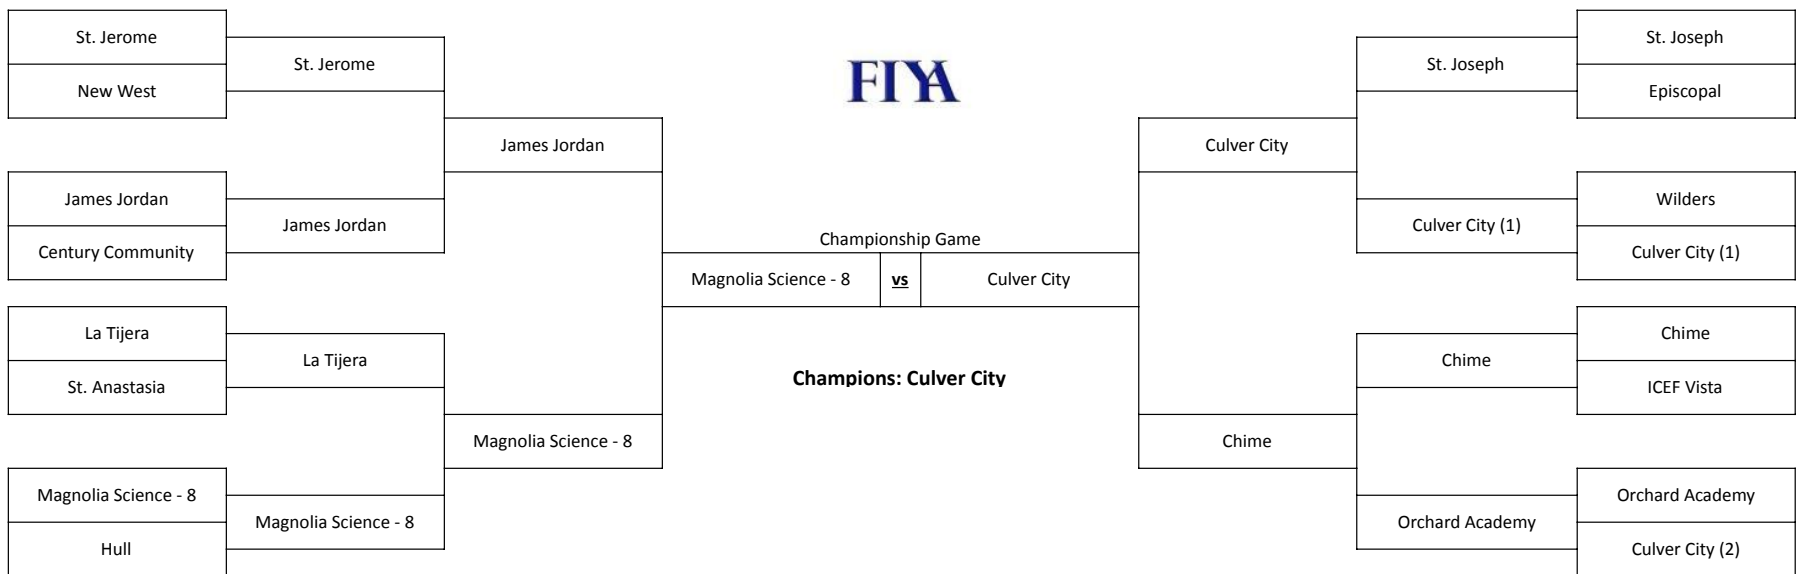 St. Jerome
New West
St. Jerome
James Jordan
Century Community
James Jordan
James Jordan
La Tijera
St. Anastasia
La Tijera
Magnolia Science - 8
Hull
Magnolia Science - 8
Magnolia Science - 8
FIYA
Championship Game
Magnolia Science - 8 vs Culver City
Champions: Culver City
Culver City
Chime
St. Joseph
Culver City (1)
Chime
Orchard Academy
St. Joseph
Episcopal
Wilders
Culver City (1)
Chime
ICEF Vista
Orchard Academy
Culver City (2)